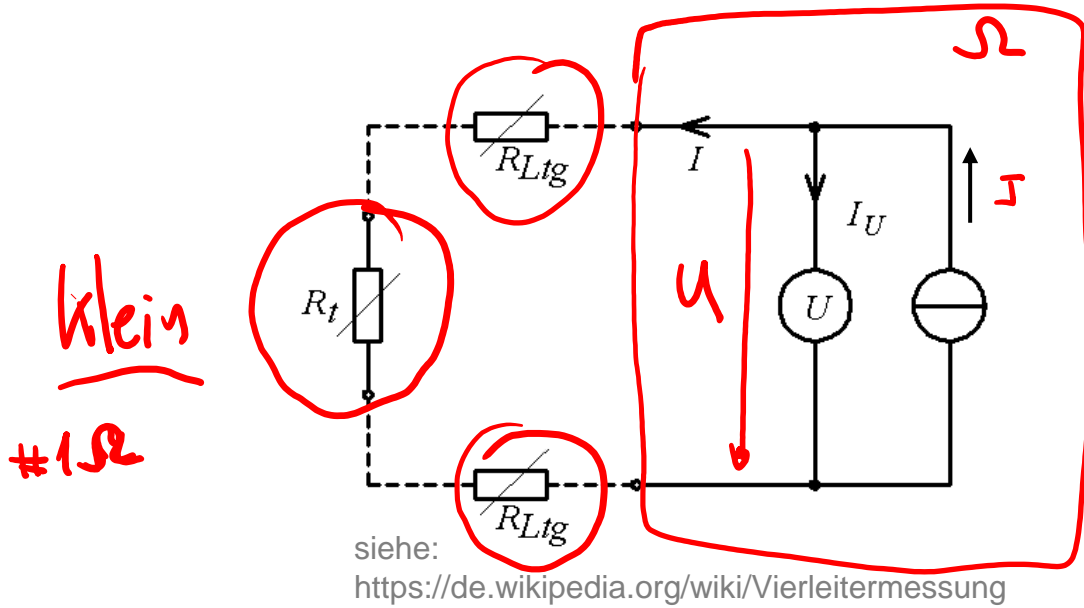 Ω
R_Ltg
I
I_U
J
U
U
R_t
Klein
#1Ω
R_Ltg
siehe:
https://de.wikipedia.org/wiki/Vierleitermessung